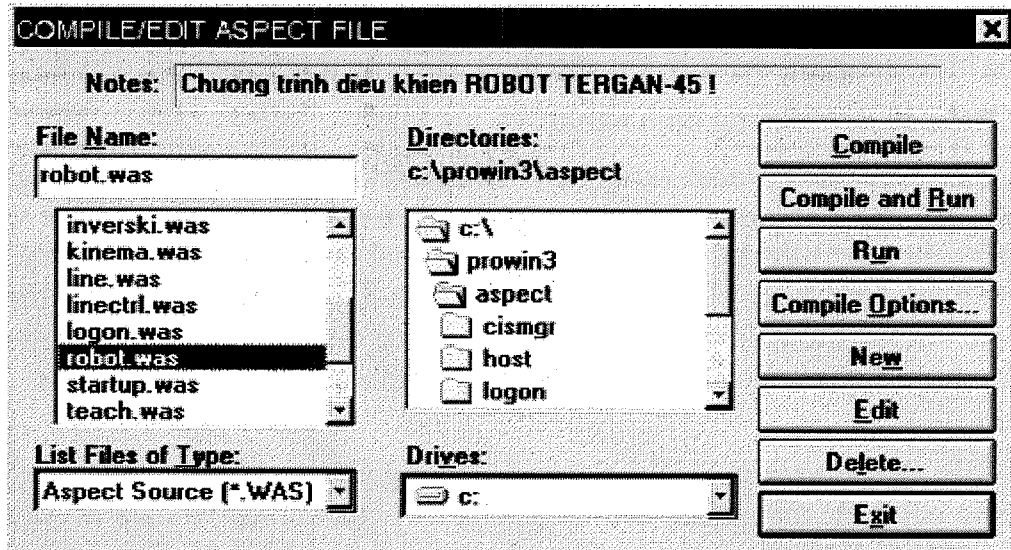 COMPILE/EDIT ASPECT FILE
Notes: Chuong trinh dieu khien ROBOT TERGAN-45 !
File Name:
robot.was
inverski.was
kinema.was
line.was
linectrl.was
logon.was
robot.was
startup.was
teach.was
List Files of Type:
Aspect Source (*.WAS)
Directories:
c:\prowin3\aspect
c:\
prowin3
aspect
cismgr
host
logon
Drives:
c:
Compile
Compile and Run
Run
Compile Options...
New
Edit
Delete...
Exit